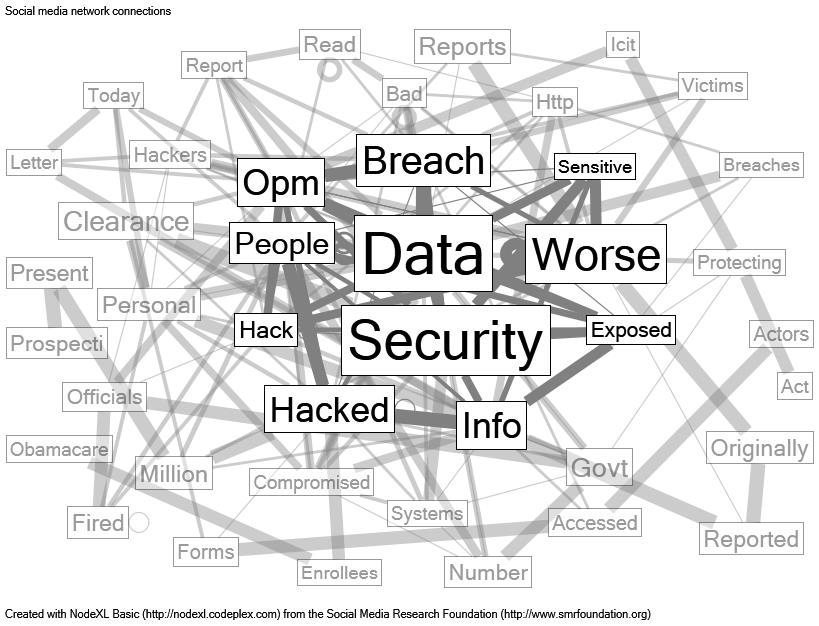 Social media network connections
Read
Reports
Icit
Report
Today
Bad
Http
Victims
Letter
Hackers
Breach
Sensitive
Breaches
Opm
Clearance
People
Data
Worse
Protecting
Present
Personal
Hack
Security
Exposed
Actors
Prospecti
Officials
Hacked
Info
Act
Obamacare
Million
Compromised
Govt
Originally
Fired
Systems
Accessed
Reported
Forms
Enrollees
Number
Created with NodeXL Basic (http://nodexl.codeplex.com) from the Social Media Research Foundation (http://www.smrfoundation.org)